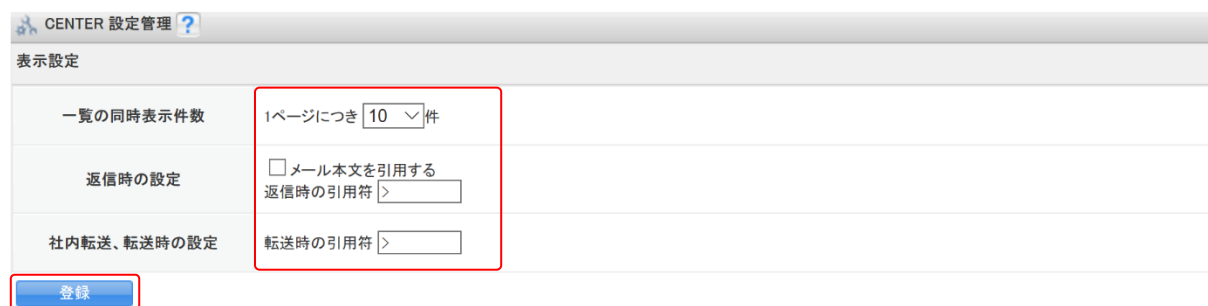 CENTER 設定管理 ?
表示設定
一覧の同時表示件数
1ページにつき 10 件
返信時の設定
メール本文を引用する
返信時の引用符 >
社内転送、転送時の設定
転送時の引用符 >
登録